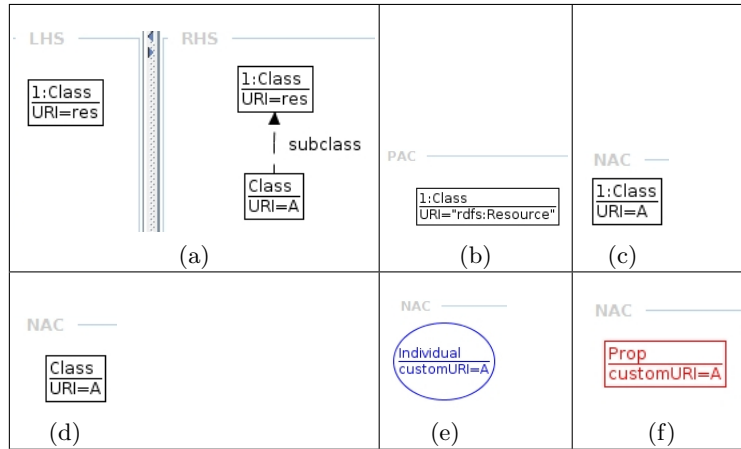 LHS
RHS
1:Class
URI=res
1:Class
URI=res
subclass
Class
URI=A
(a)
PAC
1:Class
URI="rdfs:Resource"
(b)
NAC
1:Class
URI=A
(c)
NAC
Class
URI=A
(d)
NAC
Individual
customURI=A
(e)
NAC
Prop
customURI=A
(f)